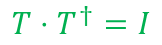 T · T† = I